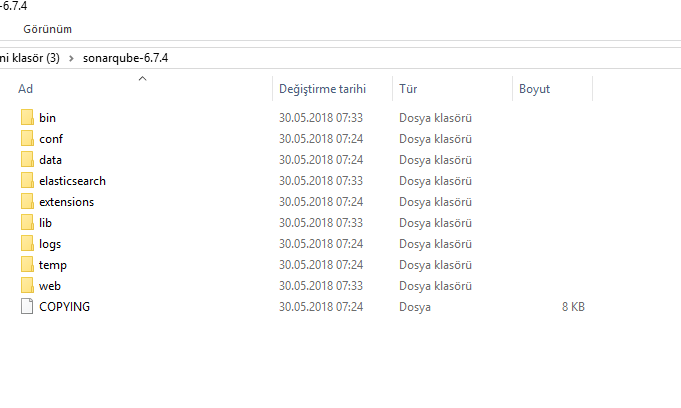 -6.7.4
Görünüm
ni klasör (3) > sonarqube-6.7.4
Ad Değiştirme tarihi Tür Boyut
bin 30.05.2018 07:33 Dosya klasörü
conf 30.05.2018 07:24 Dosya klasörü
data 30.05.2018 07:24 Dosya klasörü
elasticsearch 30.05.2018 07:33 Dosya klasörü
extensions 30.05.2018 07:24 Dosya klasörü
lib 30.05.2018 07:33 Dosya klasörü
logs 30.05.2018 07:24 Dosya klasörü
temp 30.05.2018 07:24 Dosya klasörü
web 30.05.2018 07:33 Dosya klasörü
COPYING 30.05.2018 07:24 Dosya 8 KB